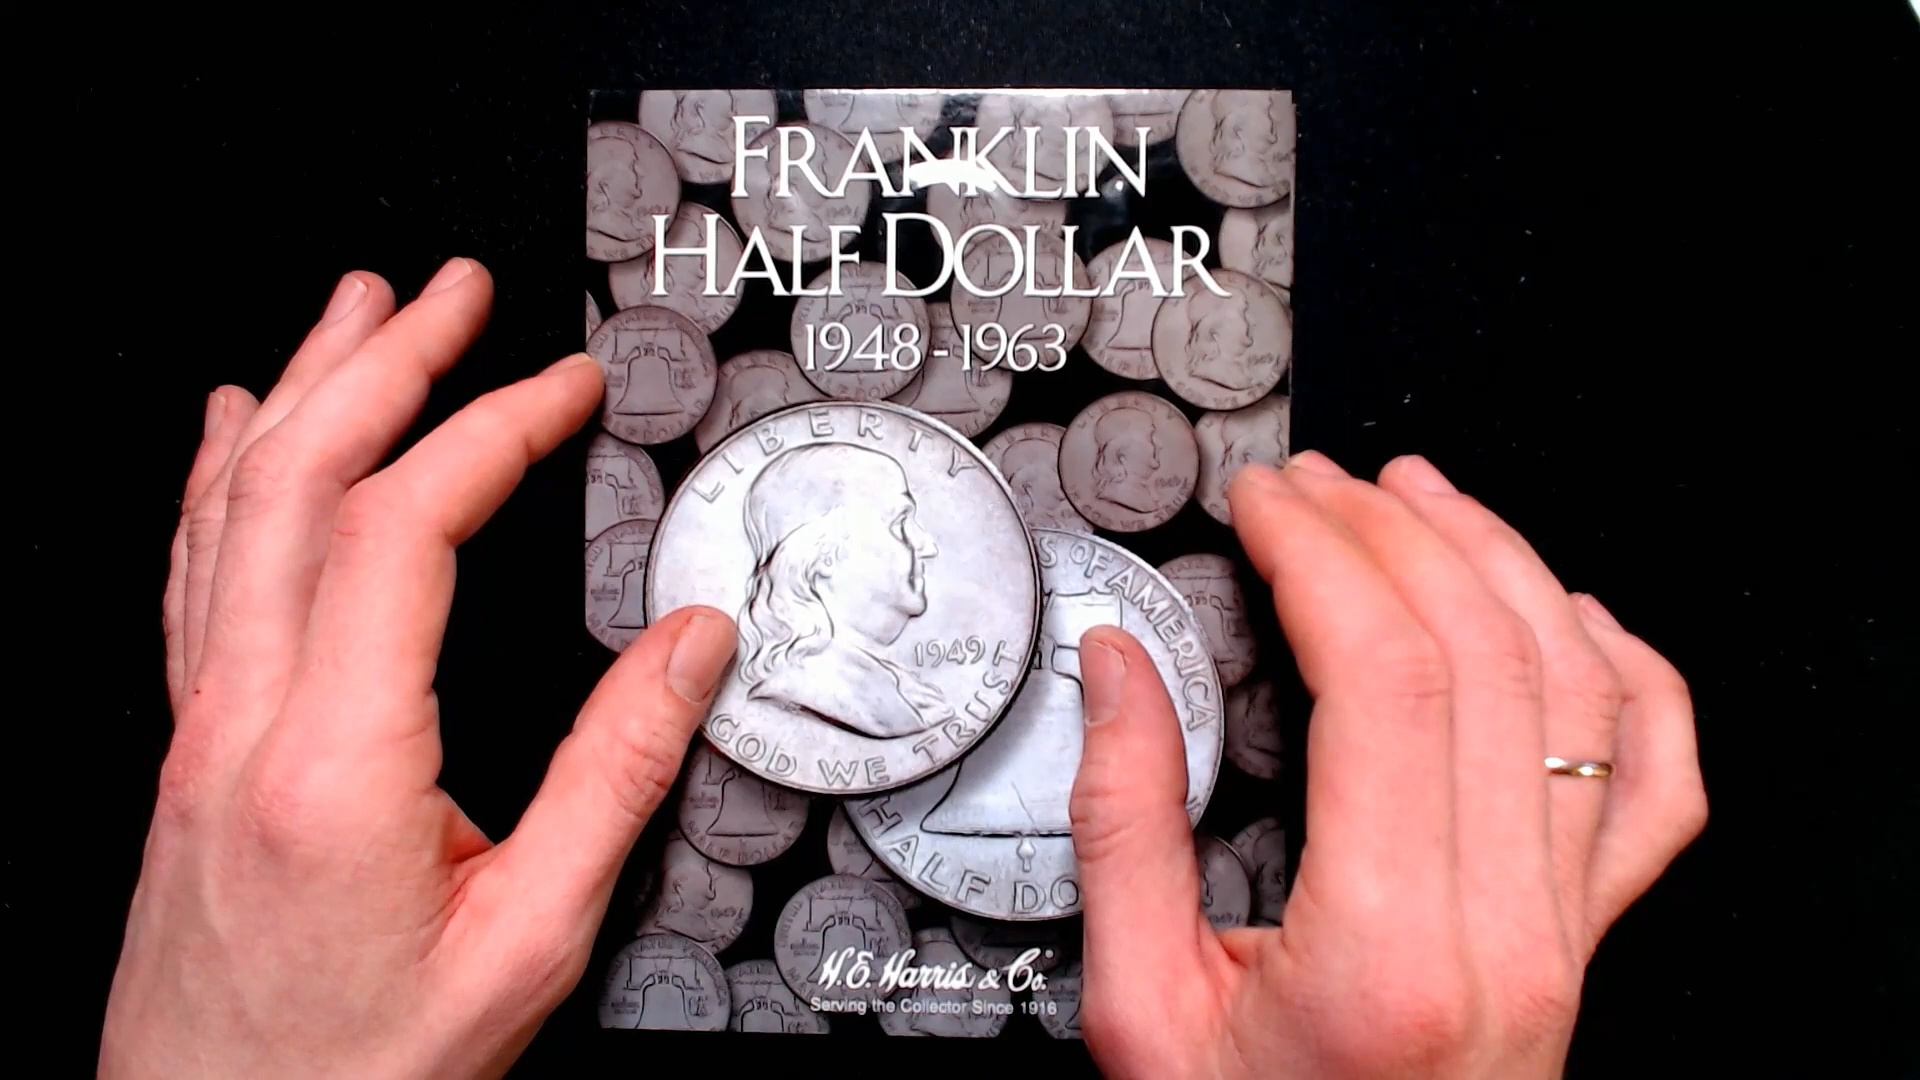 FRANKLIN
HALF DOLLAR
1948-1963
LIBERTY
1949
GOD WE TRUST
S OF AMERICA
HALF DO
H.E. Harris & Co.
Serving the Collector Since 1916